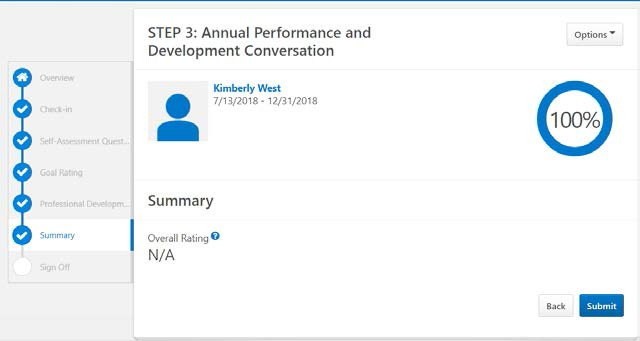 STEP 3: Annual Performance and
Development Conversation
Options
Kimberly West
7/13/2018 - 12/31/2018
100%
Overview
Check-in
Self-Assessment Quest...
Goal Rating
Professional Developm...
Summary
Sign Off
Summary
Overall Rating ?
N/A
Back
Submit